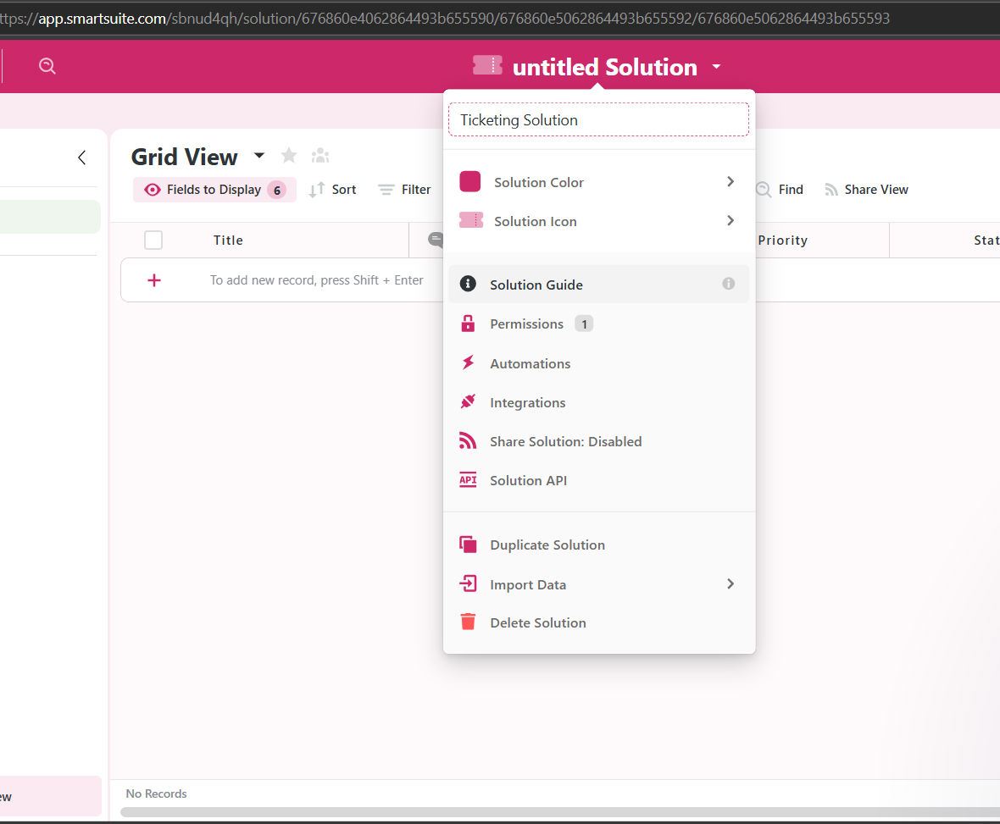 ttps://app.smartsuite.com/sbnud4qh/solution/676860e4062864493b655590/676860e5062864493b655592/676860e5062864493b655593
untitled Solution
Ticketing Solution
Grid View
Fields to Display 6 Sort Filter Find Share View
Solution Color
Solution Icon
Title Priority Stat
To add new record, press Shift + Enter
Solution Guide
Permissions 1
Automations
Integrations
Share Solution: Disabled
API Solution API
Duplicate Solution
Import Data
Delete Solution
ew
No Records